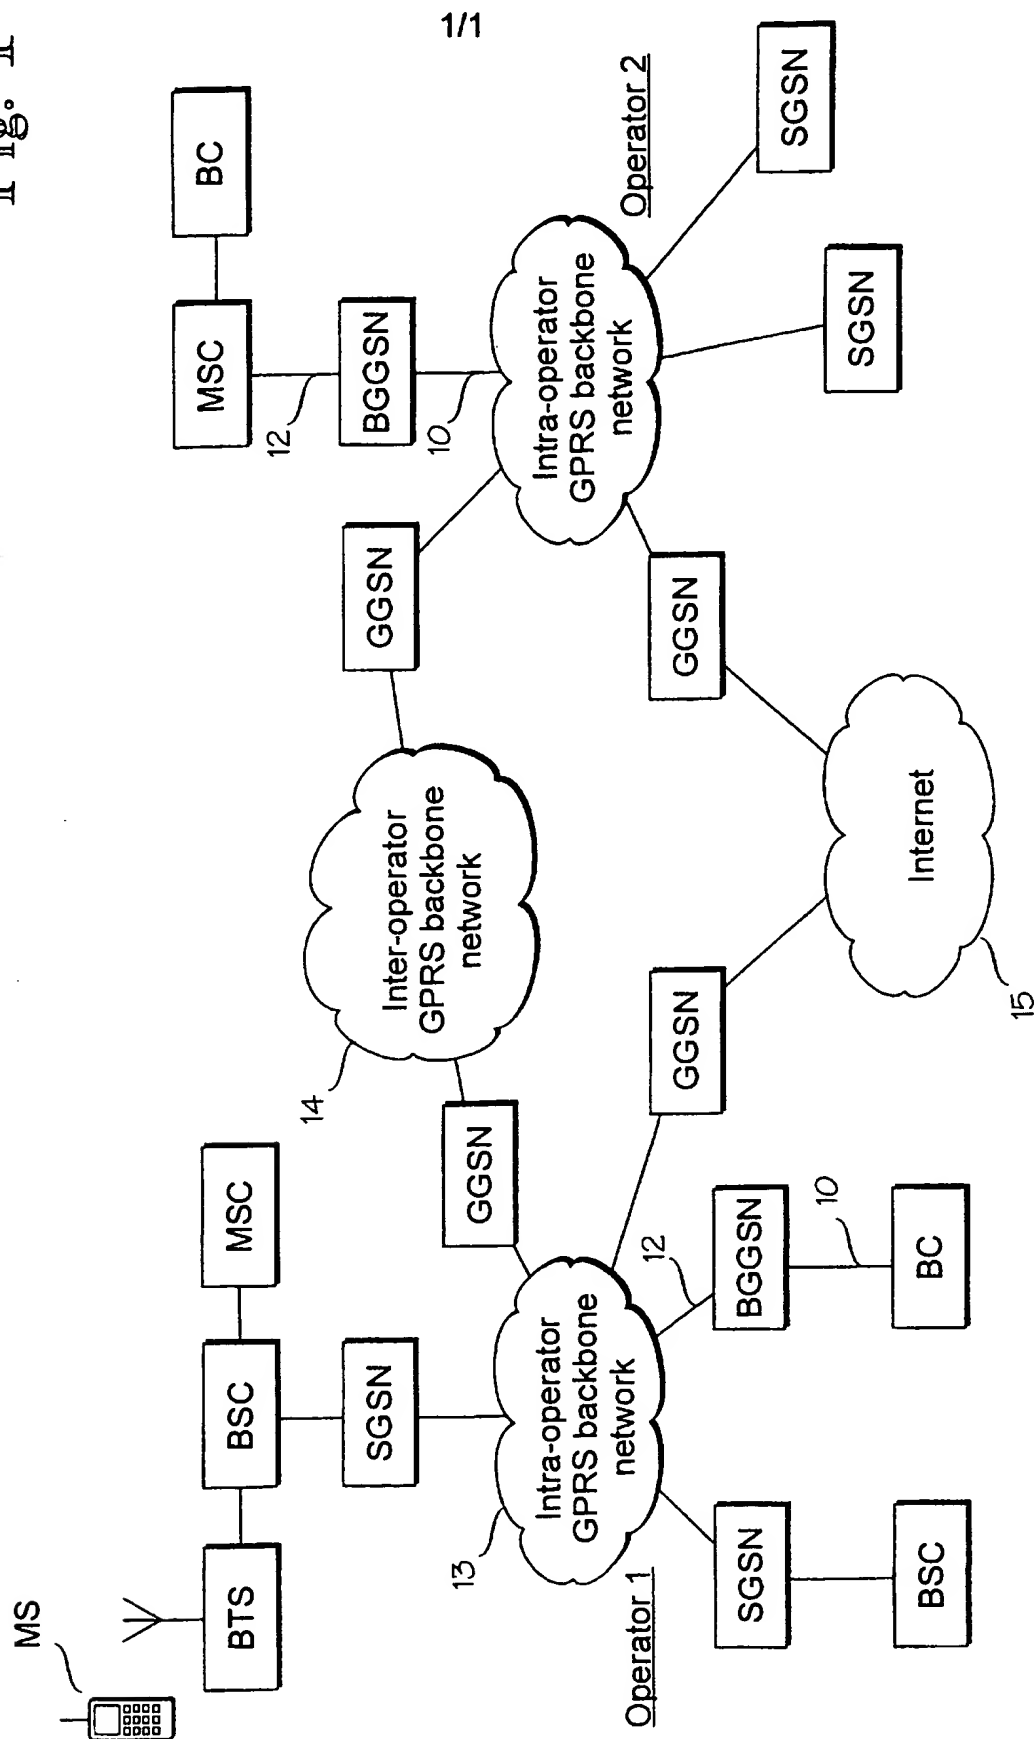 1/1
Fig. 1
MS
BTS
BSC
MSC
SGSN
14
Inter-operator
GPRS backbone
network
GGSN
GGSN
MSC
BC
12
BGGSN
10
13
Intra-operator
GPRS backbone
network
Operator 1
Intra-operator
GPRS backbone
network
Operator 2
SGSN
BSC
12
BGGSN
10
BC
GGSN
GGSN
Internet
15
SGSN
SGSN